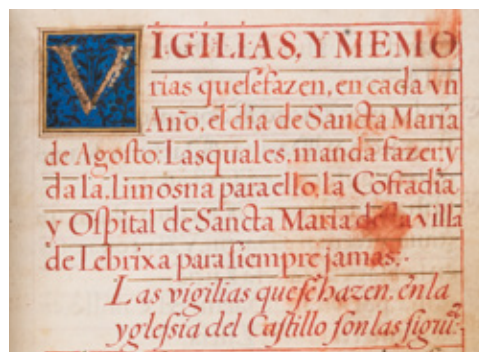 VIGILIAS, Y MEMO
rias que se fazen, en cada vn
Año, el dia de Sancta Maria
de Agosto: Las quales, manda fazer, y
da la, limosna para ello, la Cofradia
y Ospital de Sancta Maria de la villa
de Lebrixa para siempre jamas:.
Las vigilias que se hazen, en la
yglessia del Castillo son las sigui-